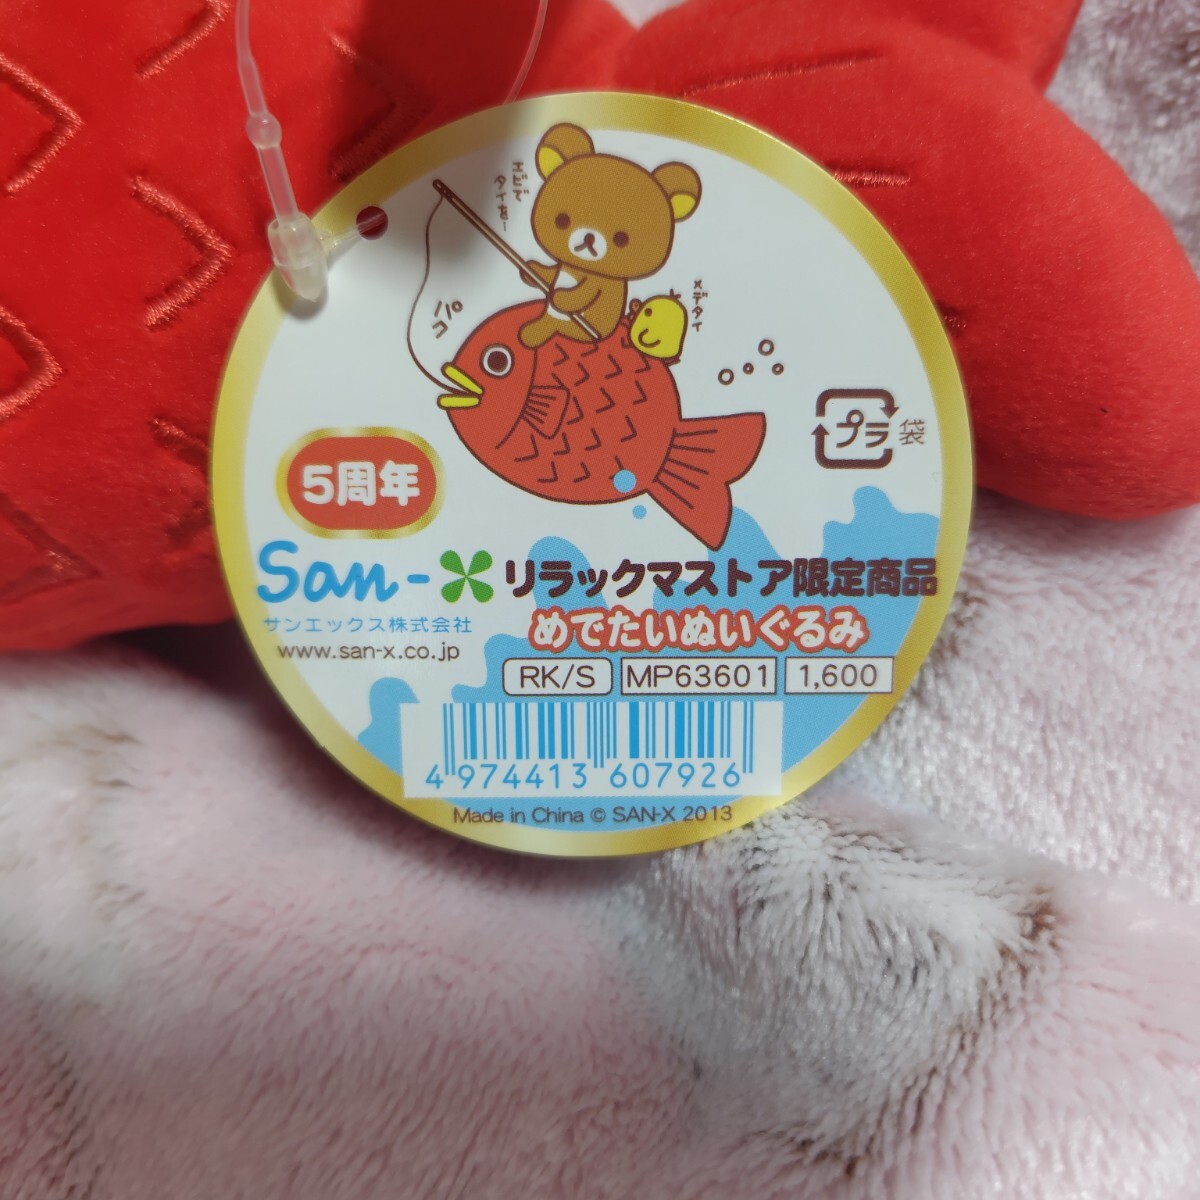 エビで
タイを…
メデタイ
パコ
プラ 袋
5周年
San-X リラックマストア限定商品
サンエックス株式会社
めでたいぬいぐるみ
www.san-x.co.jp
RK/S MP63601 1,600
4 974413 607926
Made in China © SAN-X 2013